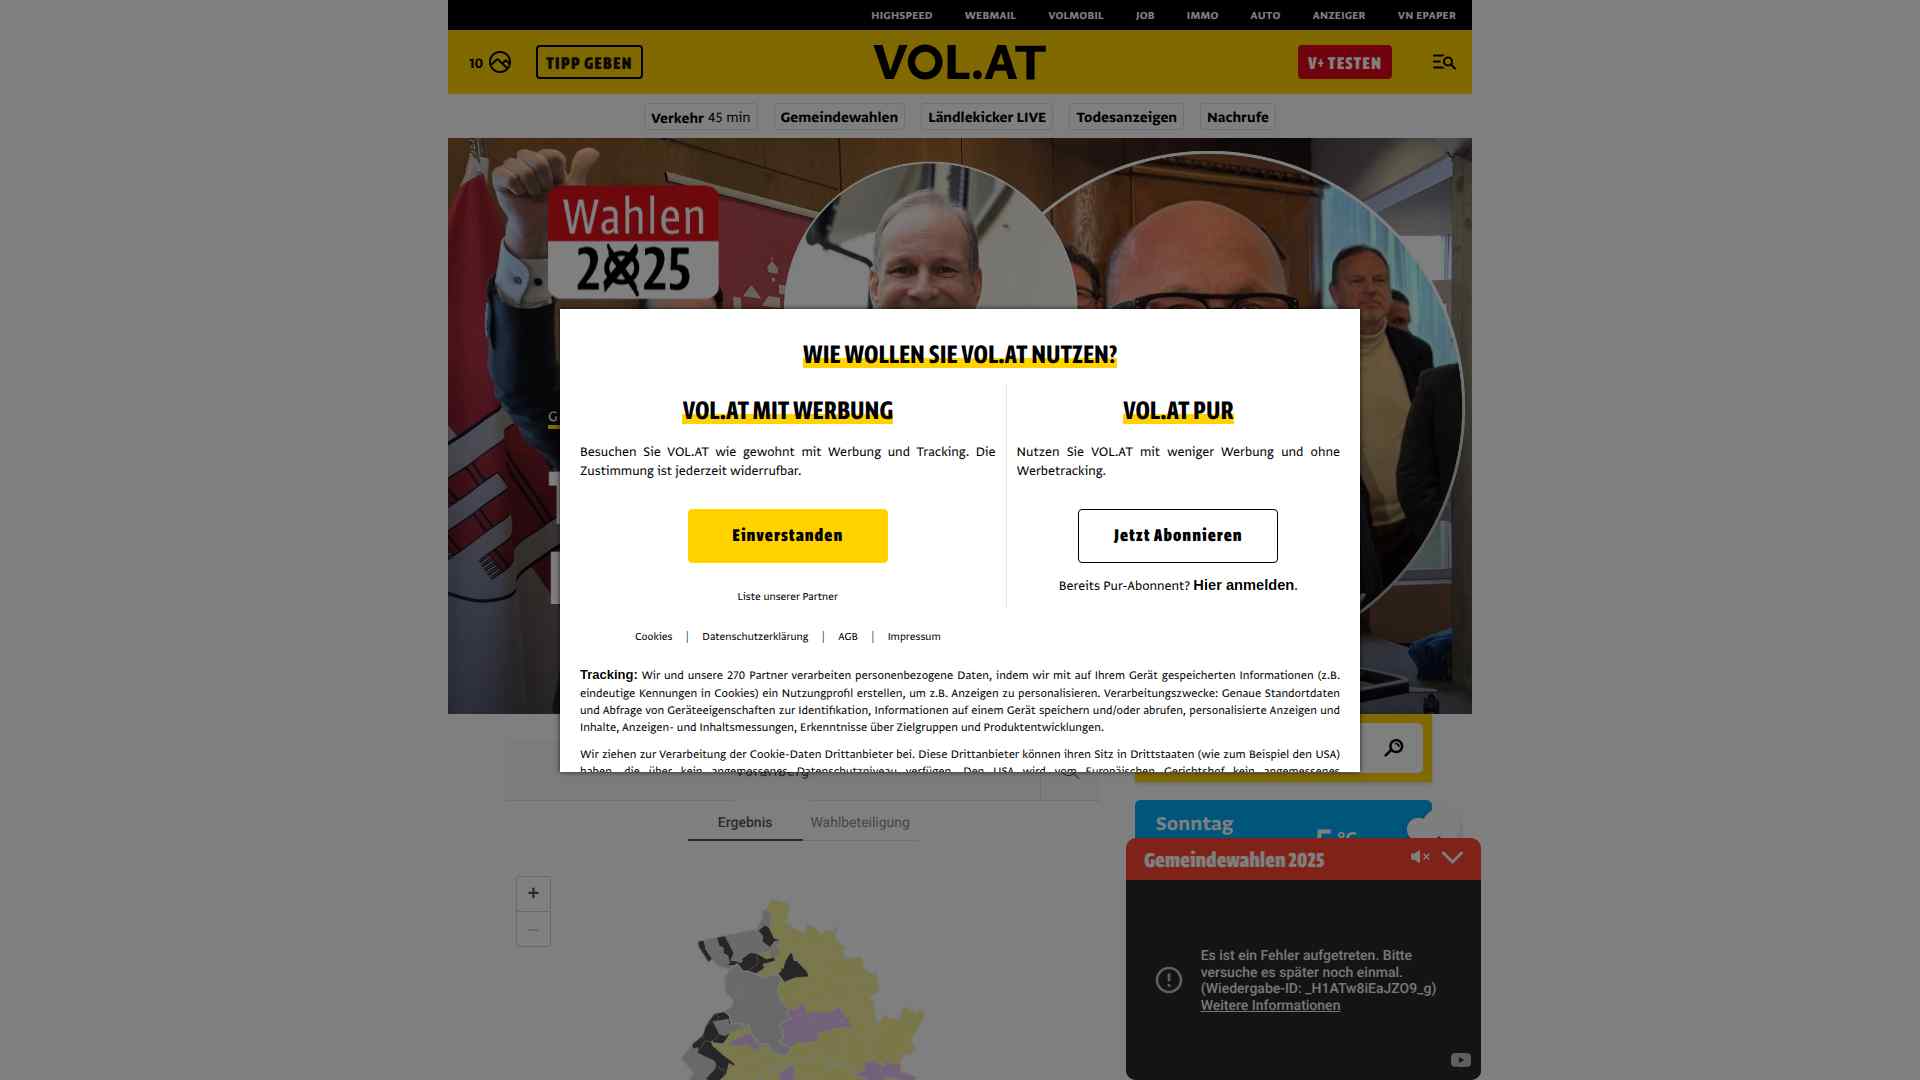 HIGHSPEED WEBMAIL VOLMOBIL JOB IMMO AUTO ANZEIGER VN EPAPER
10 TIPP GEBEN VOL.AT V+ TESTEN
Verkehr 45 min Gemeindewahlen Ländlekicker LIVE Todesanzeigen Nachrufe
Wahlen
2025
WIE WOLLEN SIE VOL.AT NUTZEN?
VOL.AT MIT WERBUNG
Besuchen Sie VOL.AT wie gewohnt mit Werbung und Tracking. Die
Zustimmung ist jederzeit widerrufbar.
Einverstanden
Liste unserer Partner
VOL.AT PUR
Nutzen Sie VOL.AT mit weniger Werbung und ohne
Werbetracking.
Jetzt Abonnieren
Bereits Pur-Abonnent? Hier anmelden.
Cookies | Datenschutzerklärung | AGB | Impressum
Tracking: Wir und unsere 270 Partner verarbeiten personenbezogene Daten, indem wir mit auf Ihrem Gerät gespeicherten Informationen (z.B.
eindeutige Kennungen in Cookies) ein Nutzungprofil erstellen, um z.B. Anzeigen zu personalisieren. Verarbeitungszwecke: Genaue Standortdaten
und Abfrage von Geräteeigenschaften zur Identifikation, Informationen auf einem Gerät speichern und/oder abrufen, personalisierte Anzeigen und
Inhalte, Anzeigen- und Inhaltsmessungen, Erkenntnisse über Zielgruppen und Produktentwicklungen.
Wir ziehen zur Verarbeitung der Cookie-Daten Drittanbieter bei. Diese Drittanbieter können ihren Sitz in Drittstaaten (wie zum Beispiel den USA)
haben, die über kein angemessenes Datenschutzniveau verfügen. Den USA wird vom Europäischen Gerichtshof kein angemessenes
Ergebnis Wahlbeteiligung
+
−
Sonntag
Gemeindewahlen 2025
Es ist ein Fehler aufgetreten. Bitte
versuche es später noch einmal.
(Wiedergabe-ID: _H1ATw8iEaJZO9_g)
Weitere Informationen